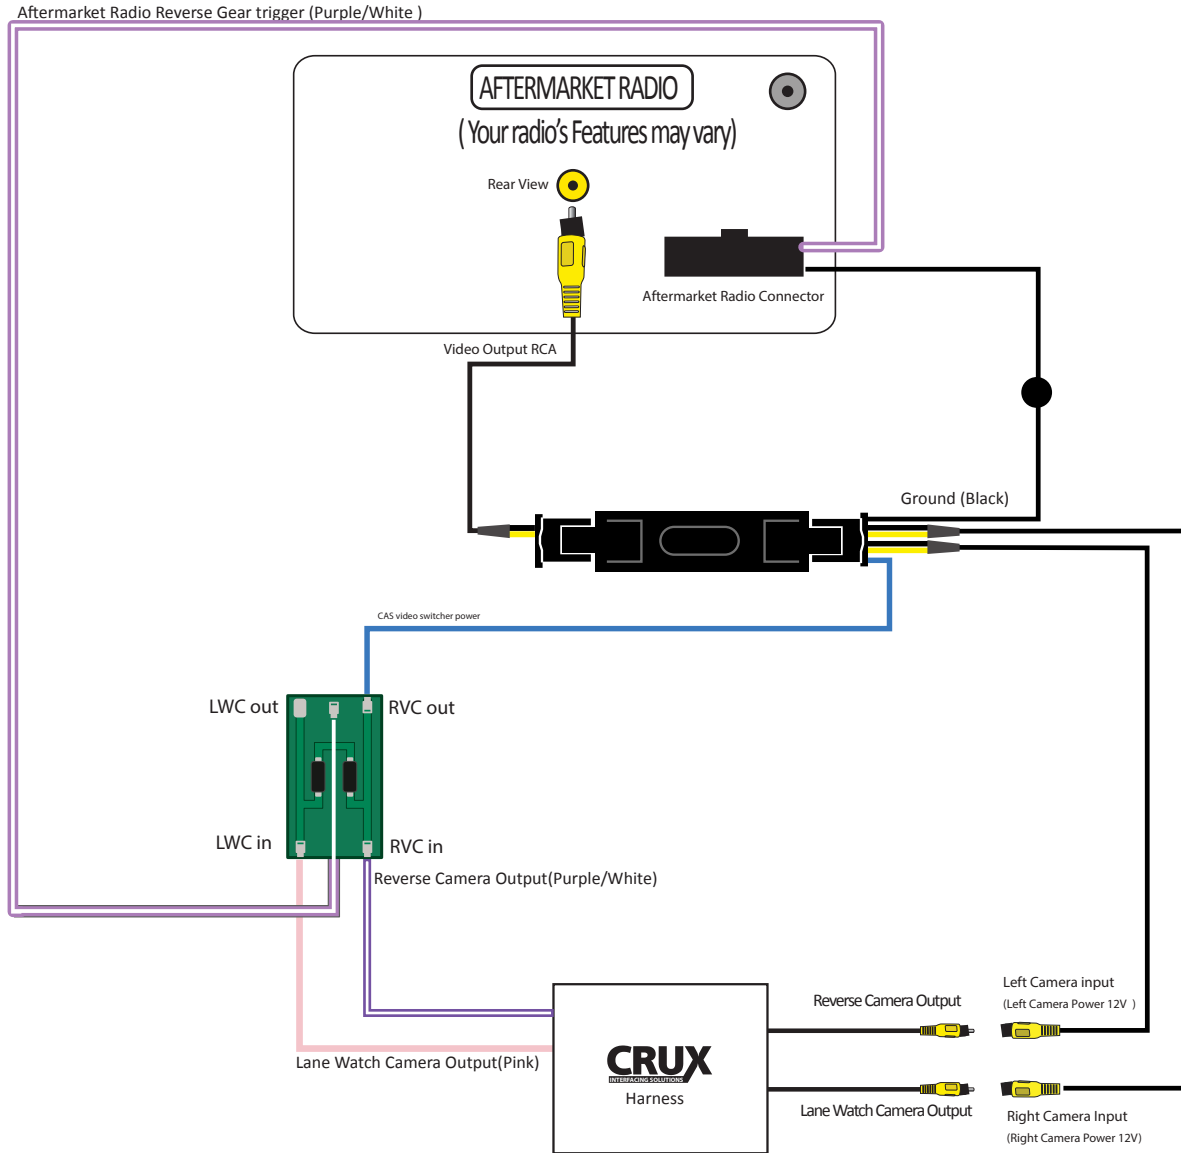 Aftermarket Radio Reverse Gear trigger (Purple/White )
AFTERMARKET RADIO
( Your radio's Features may vary)
Rear View
Aftermarket Radio Connector
Video Output RCA
Ground (Black)
CAS video switcher power
LWC out
RVC out
LWC in
RVC in
Reverse Camera Output(Purple/White)
Lane Watch Camera Output(Pink)
CRUX
INTERFACING SOLUTIONS
Harness
Reverse Camera Output
Left Camera input
(Left Camera Power 12V )
Lane Watch Camera Output
Right Camera Input
(Right Camera Power 12V)